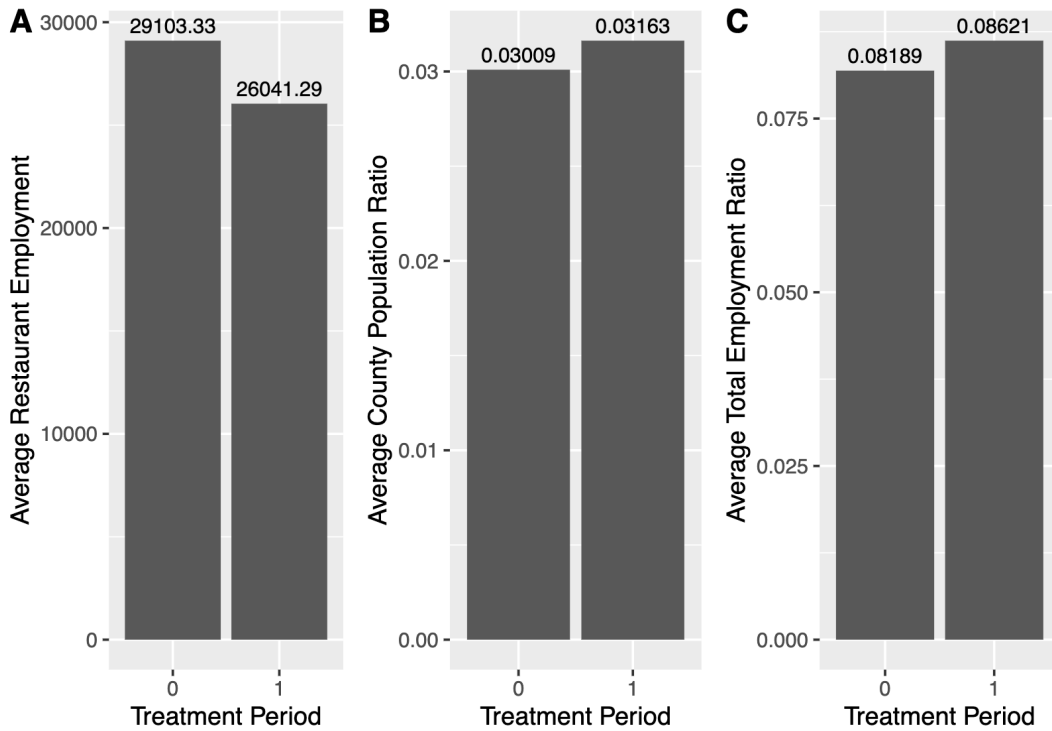 A
Average Restaurant Employment
30000
20000
10000
0
29103.33
26041.29
0
1
Treatment Period
B
Average County Population Ratio
0.03
0.02
0.01
0.00
0.03009
0.03163
0
1
Treatment Period
C
Average Total Employment Ratio
0.075
0.050
0.025
0.000
0.08189
0.08621
0
1
Treatment Period